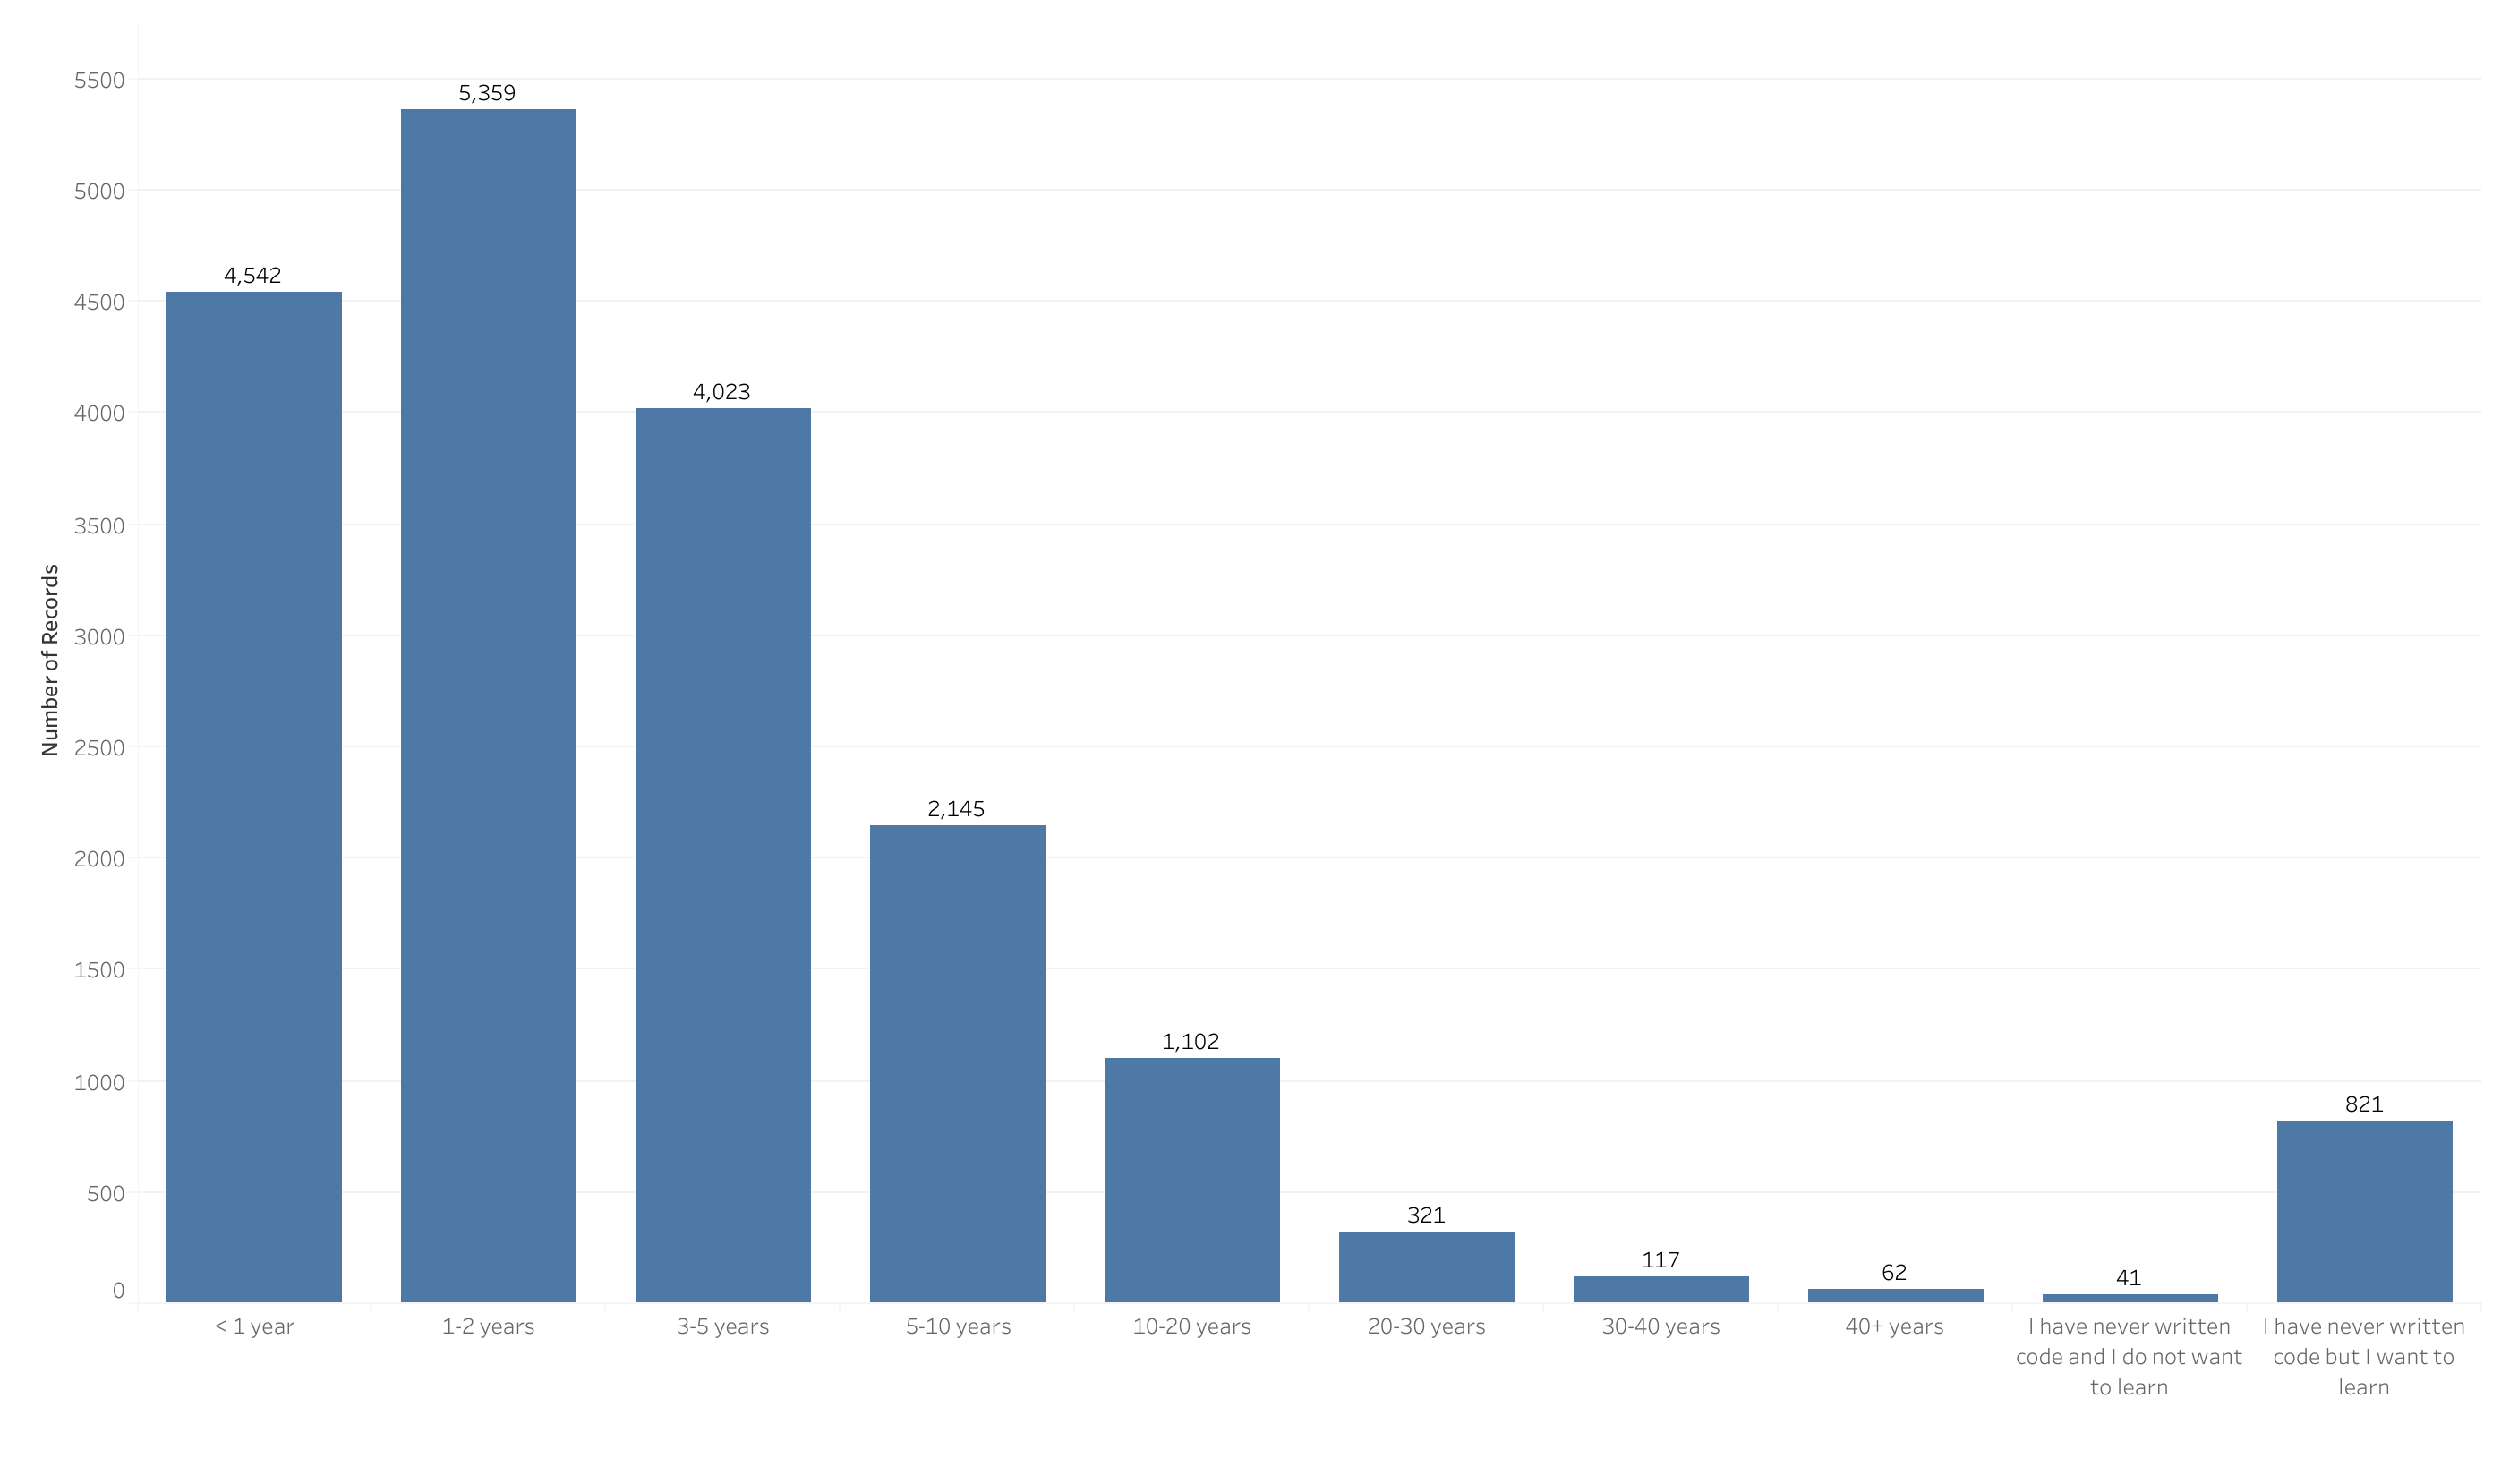 Number of Records
5500
5000
4500
4000
3500
3000
2500
2000
1500
1000
500
0
4,542
5,359
4,023
2,145
1,102
321
117
62
41
821
< 1 year
1-2 years
3-5 years
5-10 years
10-20 years
20-30 years
30-40 years
40+ years
I have never written
code and I do not want
to learn
I have never written
code but I want to
learn